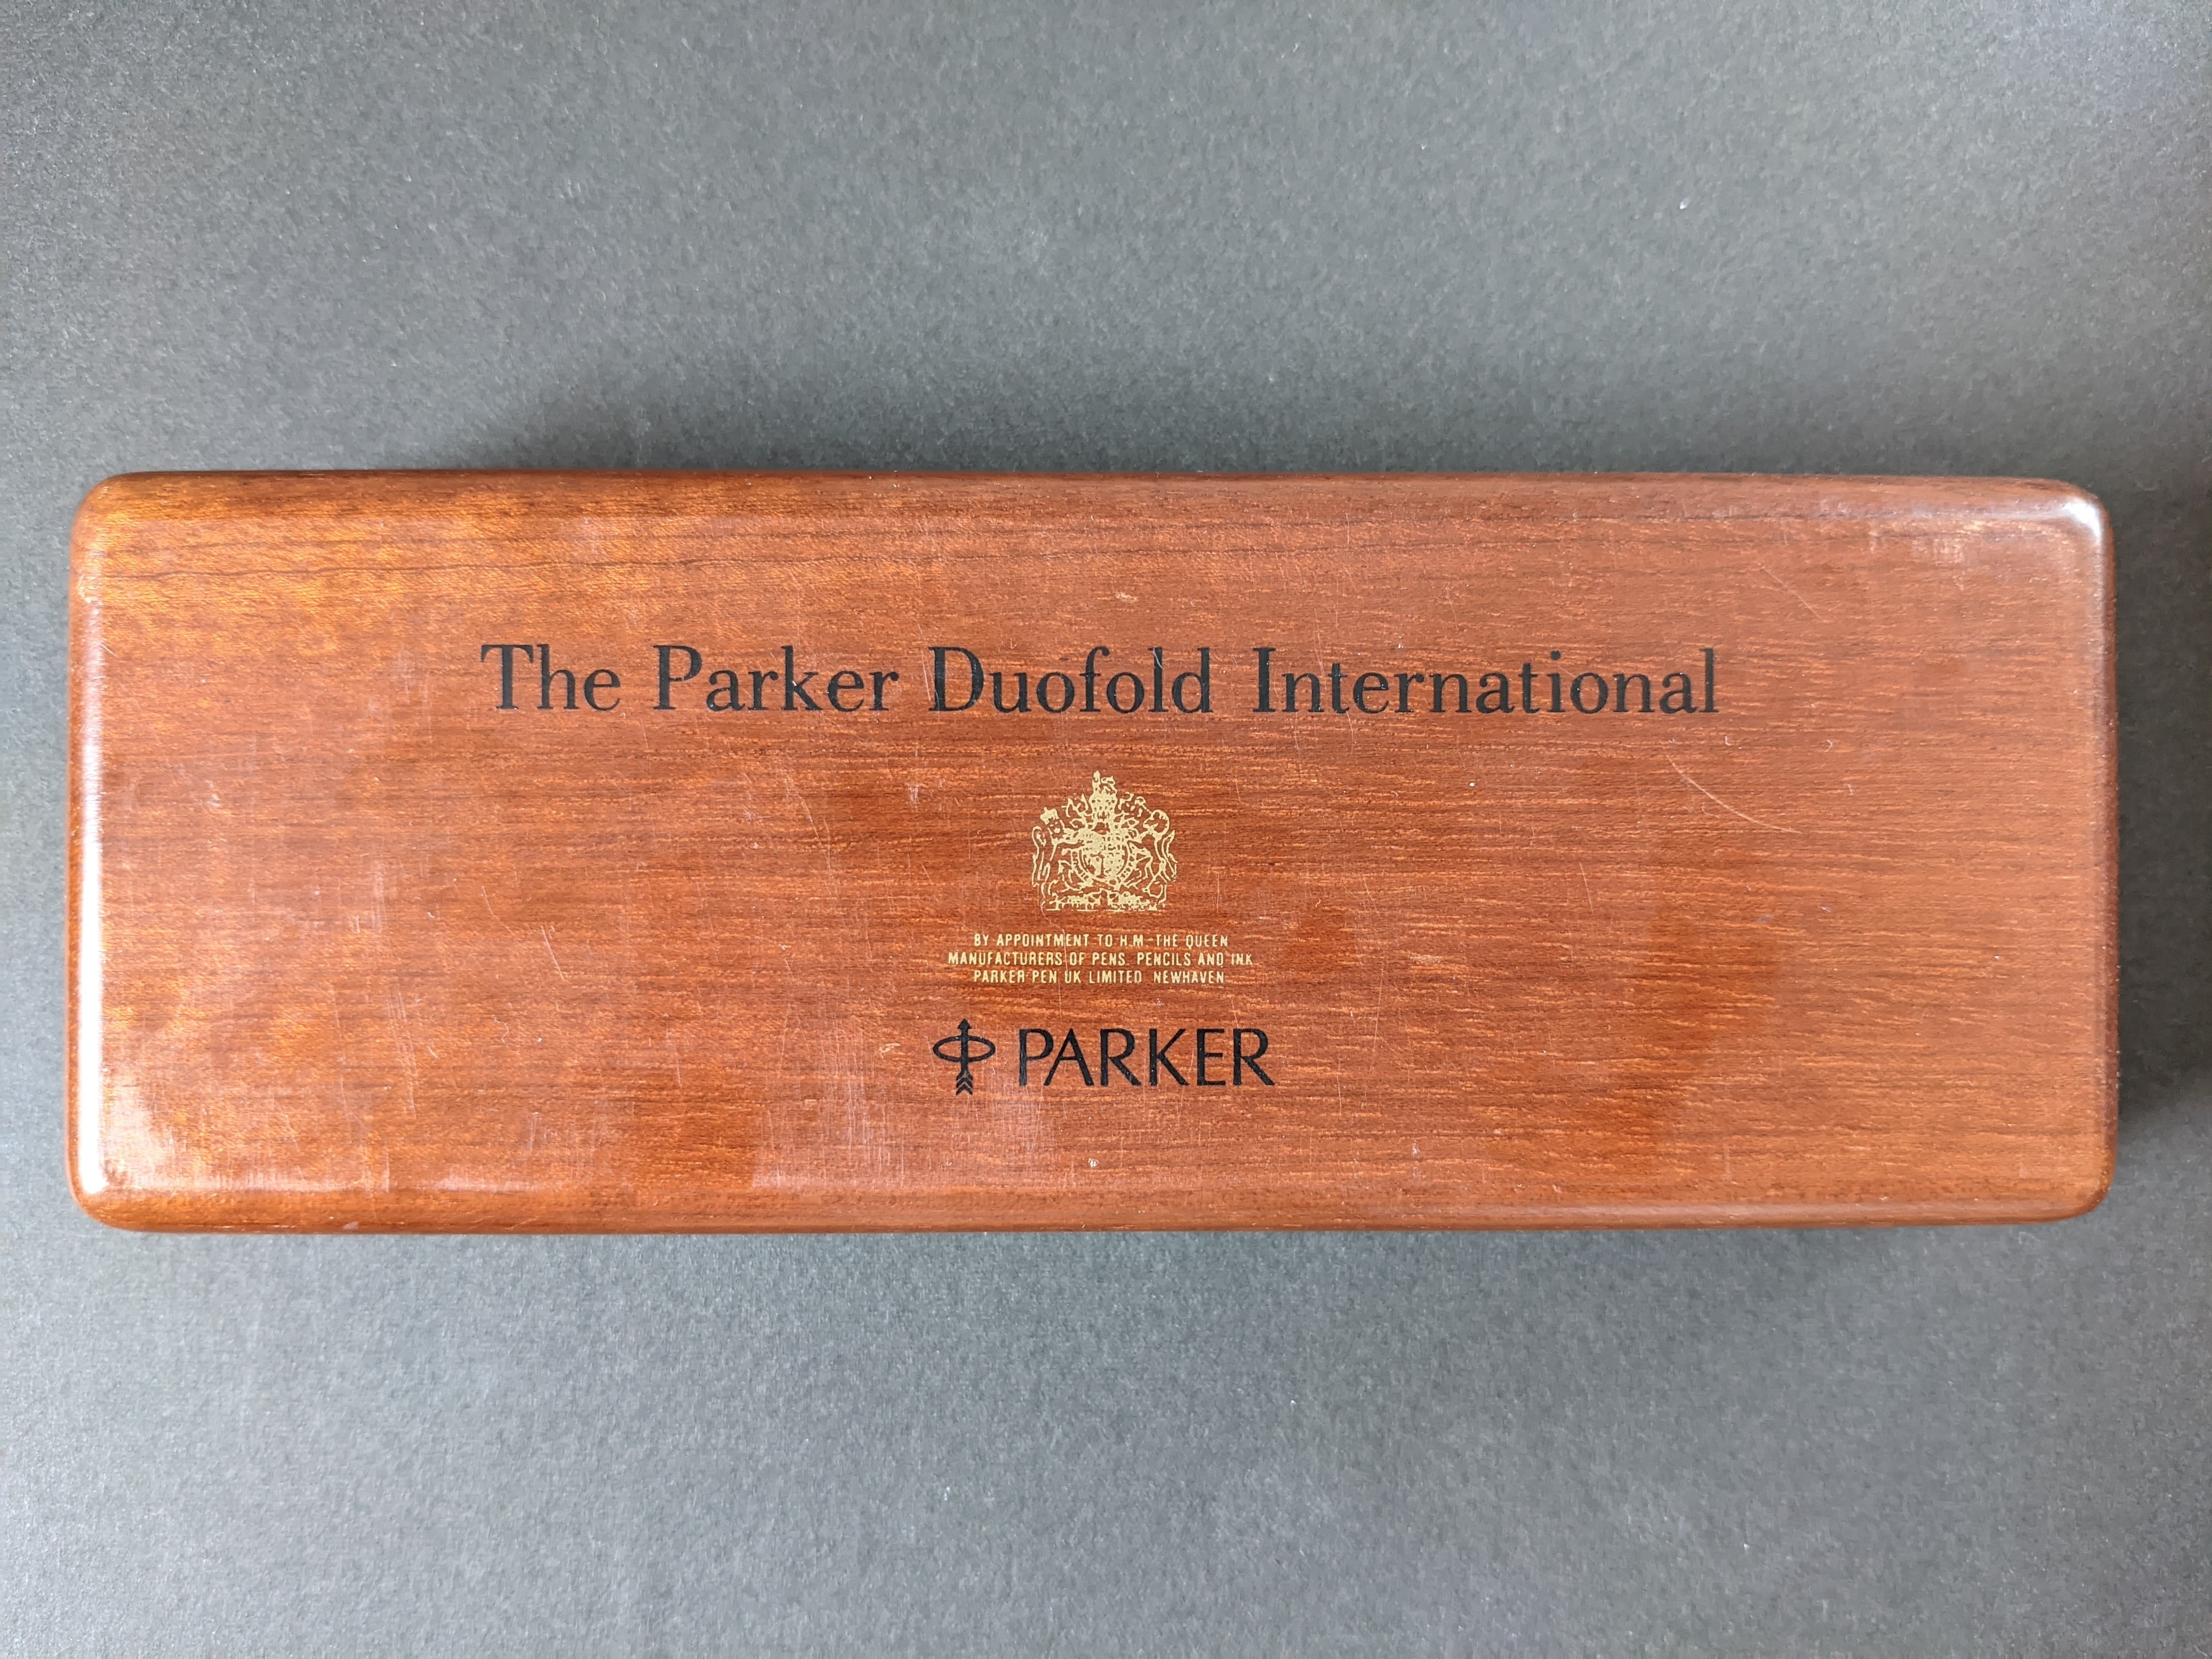 The Parker Duofold International
BY APPOINTMENT TO H.M. THE QUEEN
MANUFACTURERS OF PENS, PENCILS AND INK
PARKER PEN UK LIMITED NEWHAVEN
PARKER